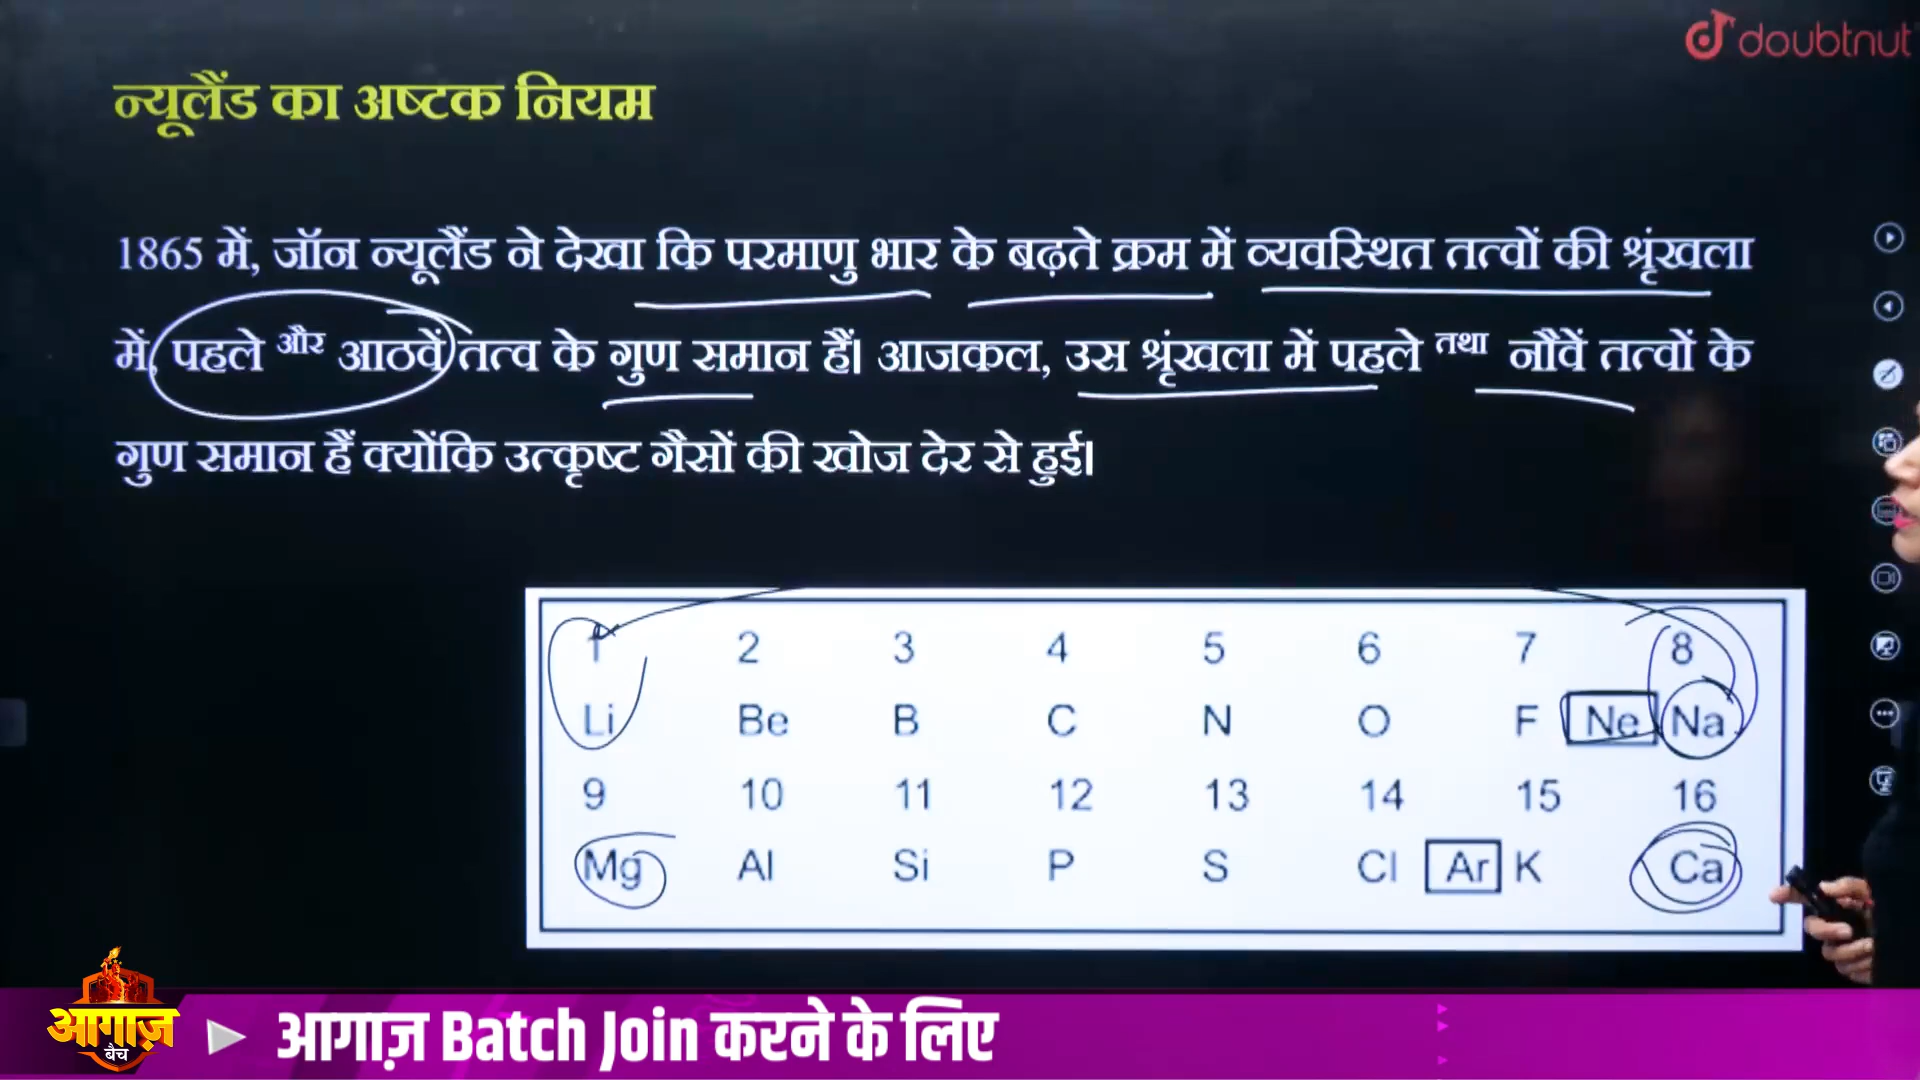 doubtnut
न्यूलैंड का अष्टक नियम
1865 में, जॉन न्यूलैंड ने देखा कि परमाणु भार के बढ़ते क्रम में व्यवस्थित तत्वों की श्रृंखला
में, पहले और आठवें तत्व के गुण समान हैं। आजकल, उस श्रृंखला में पहले तथा नौवें तत्वों के
गुण समान हैं क्योंकि उत्कृष्ट गैसों की खोज देर से हुई।
1 2 3 4 5 6 7 8
Li Be B C N O F Ne Na
9 10 11 12 13 14 15 16
Mg Al Si P S Cl Ar K Ca
आगाज़
बैच
आगाज़ Batch Join करने के लिए